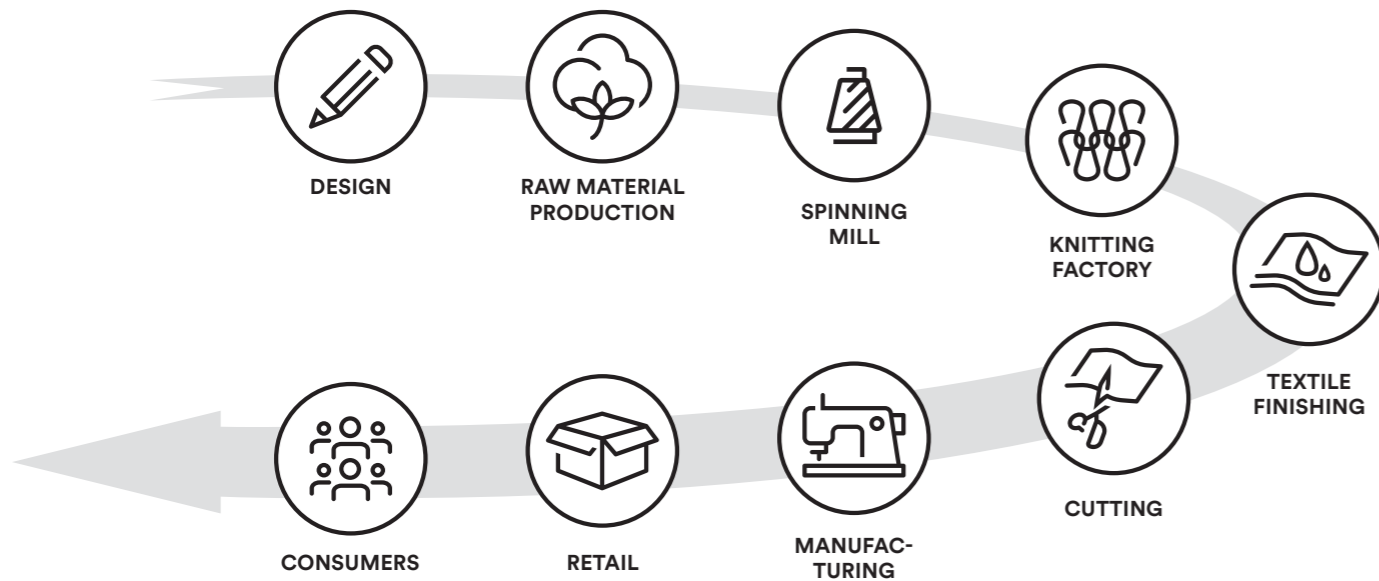 DESIGN
RAW MATERIAL
PRODUCTION
SPINNING
MILL
KNITTING
FACTORY
TEXTILE
FINISHING
CUTTING
MANUFAC-
TURING
RETAIL
CONSUMERS